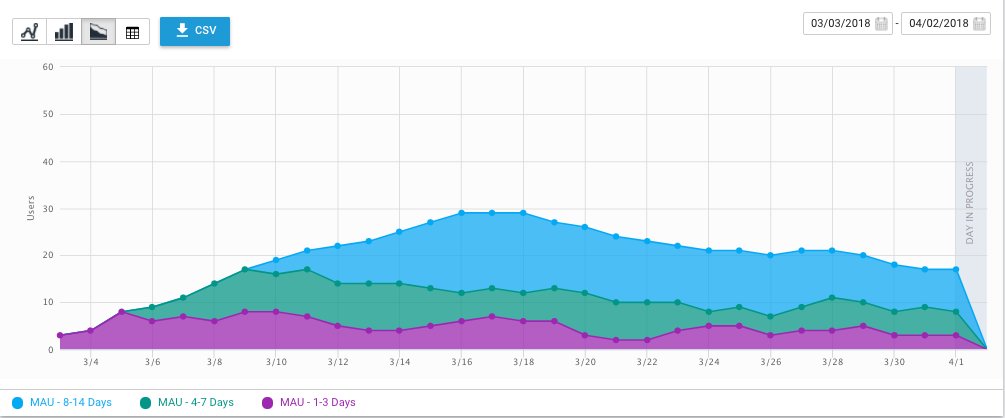 CSV
03/03/2018 - 04/02/2018
60
50
40
30
20
10
0
Users
DAY IN PROGRESS
3/4 3/6 3/8 3/10 3/12 3/14 3/16 3/18 3/20 3/22 3/24 3/26 3/28 3/30 4/1
MAU - 8-14 Days MAU - 4-7 Days MAU - 1-3 Days